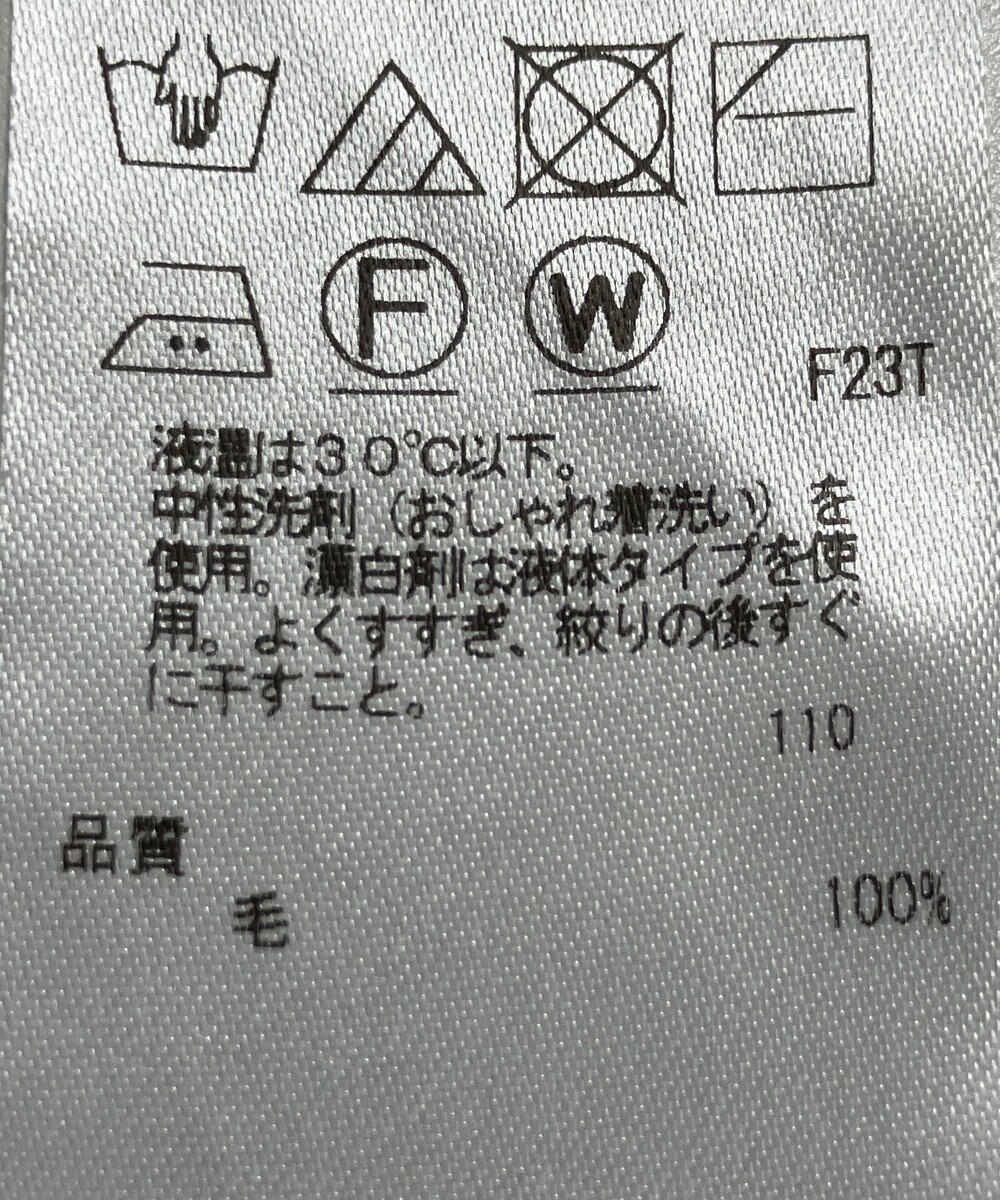 F
W
F23T
液温は30℃以下。
中性洗剤(おしゃれ着洗い)を
使用。漂白剤は液体タイプを使
用。よくすすぎ、絞りの後すぐ
に干すこと。
110
品質
毛 100%